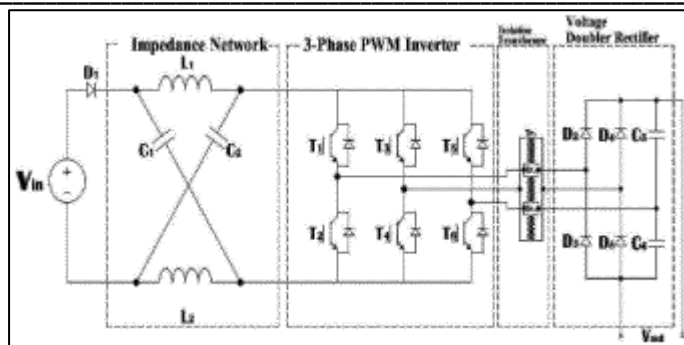 Impedance Network
3-Phase PWM Inverter
Isolation
Transformer
Voltage
Doubler Rectifier
D1
L1
C1
C2
Vin
+
−
L2
T1
T3
T5
T2
T4
T6
D2
D4
C3
D3
D5
C4